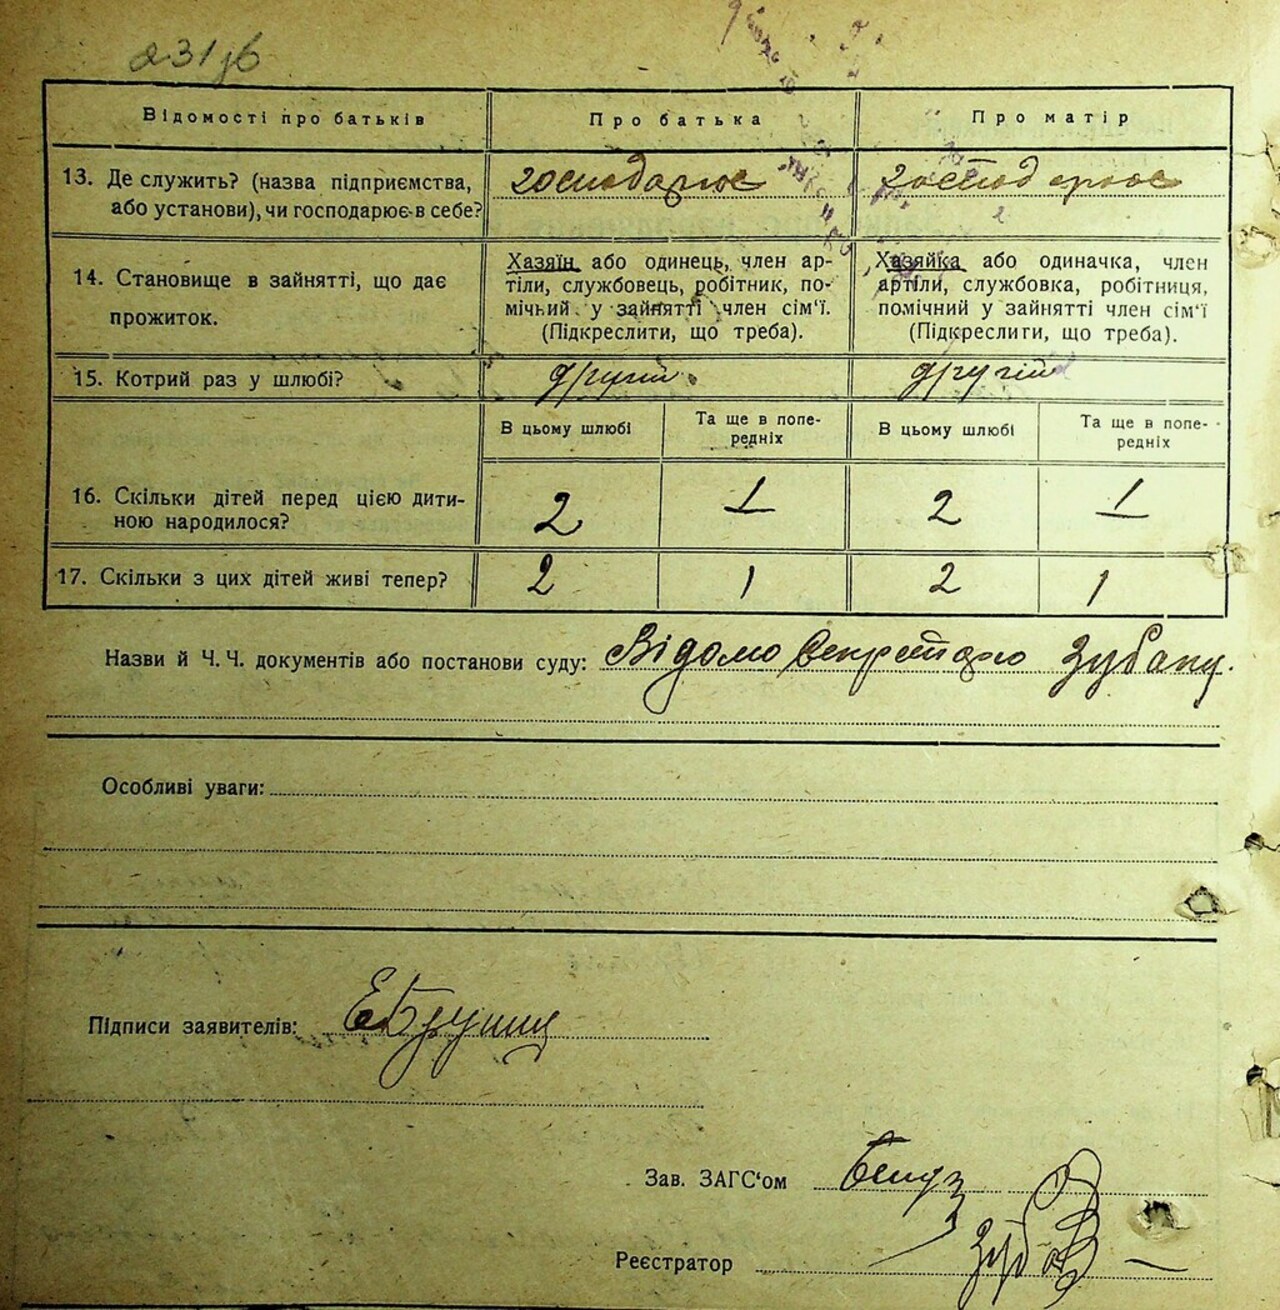 231зв
Відомості про батьків
Про батька
Про матір
13. Де служить? (назва підприємства,
або установи), чи господарює в себе?
господарює
господарює
14. Становище в зайнятті, що дає
прожиток.
Хазяїн або одинець, член ар-
тіли, службовець, робітник, по-
мічний у зайнятті член сім'ї.
(Підкреслити, що треба).
Хазяйка або одиначка, член
артіли, службовка, робітниця,
помічний у зайнятті член сім'ї
(Підкреслити, що треба).
15. Котрий раз у шлюбі?
другий
другий
В цьому шлюбі
Та ще в попе-
редніх
В цьому шлюбі
Та ще в попе-
редніх
16. Скільки дітей перед цією дити-
ною народилося?
2
1
2
1
17. Скільки з цих дітей живі тепер?
2
1
2
1
Назви й Ч. Ч. документів або постанови суду: Відомо Секретарю Зубану.
Особливі уваги:
Підписи заявителів:
Зав. ЗАГС'ом
Реєстратор